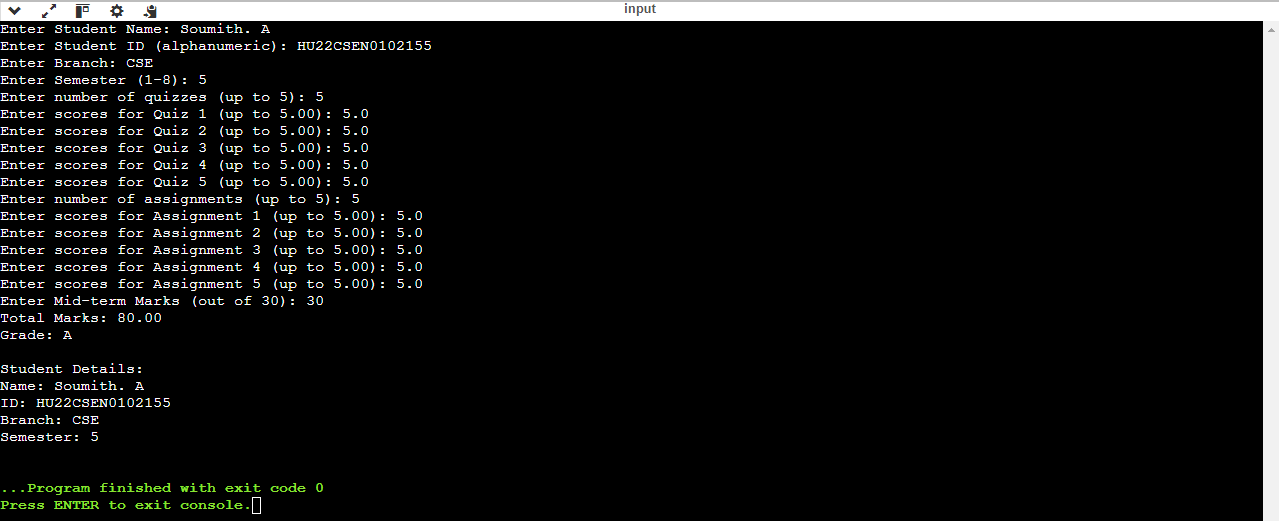 input
Enter Student Name: Soumith. A
Enter Student ID (alphanumeric): HU22CSEN0102155
Enter Branch: CSE
Enter Semester (1-8): 5
Enter number of quizzes (up to 5): 5
Enter scores for Quiz 1 (up to 5.00): 5.0
Enter scores for Quiz 2 (up to 5.00): 5.0
Enter scores for Quiz 3 (up to 5.00): 5.0
Enter scores for Quiz 4 (up to 5.00): 5.0
Enter scores for Quiz 5 (up to 5.00): 5.0
Enter number of assignments (up to 5): 5
Enter scores for Assignment 1 (up to 5.00): 5.0
Enter scores for Assignment 2 (up to 5.00): 5.0
Enter scores for Assignment 3 (up to 5.00): 5.0
Enter scores for Assignment 4 (up to 5.00): 5.0
Enter scores for Assignment 5 (up to 5.00): 5.0
Enter Mid-term Marks (out of 30): 30
Total Marks: 80.00
Grade: A
Student Details:
Name: Soumith. A
ID: HU22CSEN0102155
Branch: CSE
Semester: 5
...Program finished with exit code 0
Press ENTER to exit console.